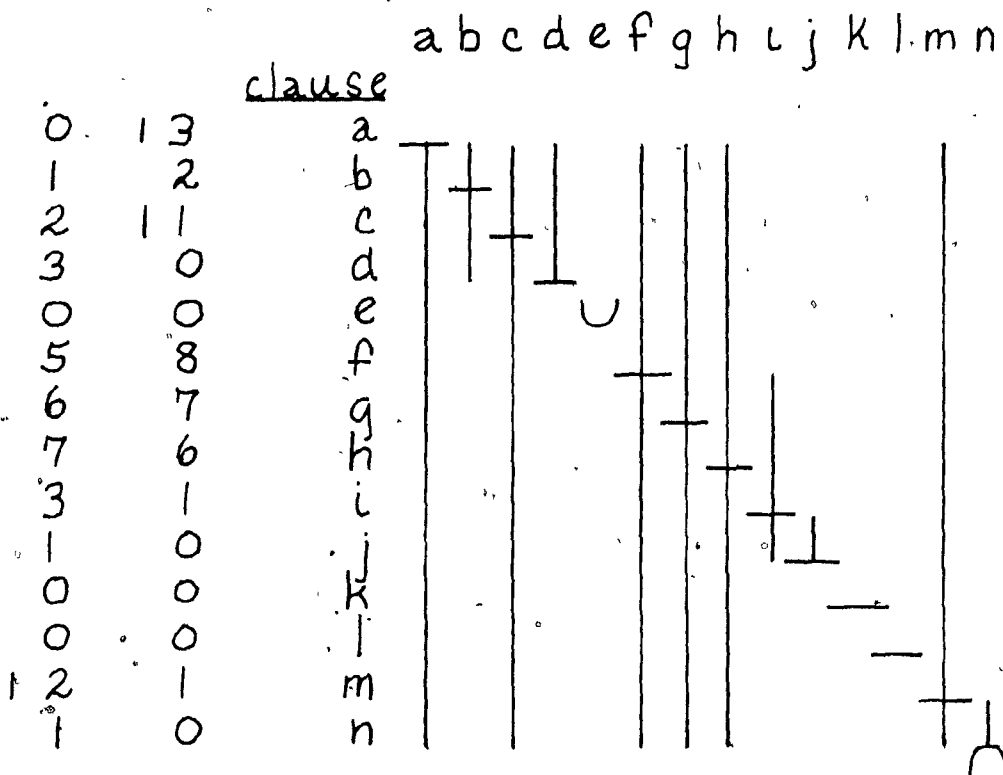 a b c d e f g h i j k l m n
clause
0 13 a
1 2 b
2 11 c
3 0 d
0 0 e
5 8 f
6 7 g
7 6 h
3 1 i
1 0 j
0 0 k
0 0 l
12 1 m
1 0 n